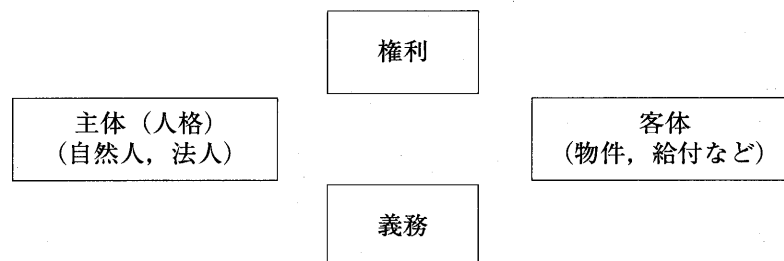 権利
主体（人格）
（自然人，法人）
客体
（物件，給付など）
義務